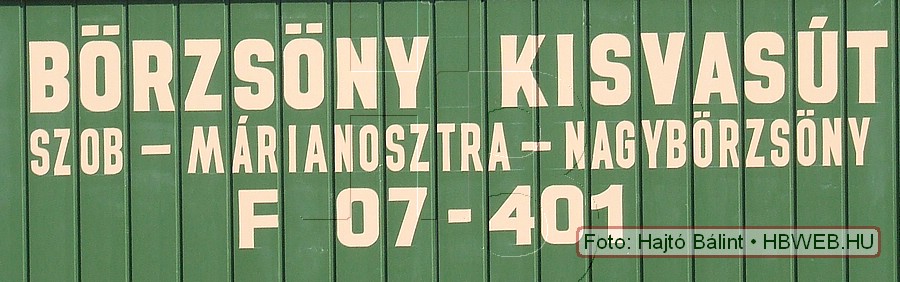 BÖRZSÖNY KISVASÚT
SZOB - MÁRIANOSZTRA - NAGYBÖRZSÖNY
F 07-401
Foto: Hajtó Bálint • HBWEB.HU